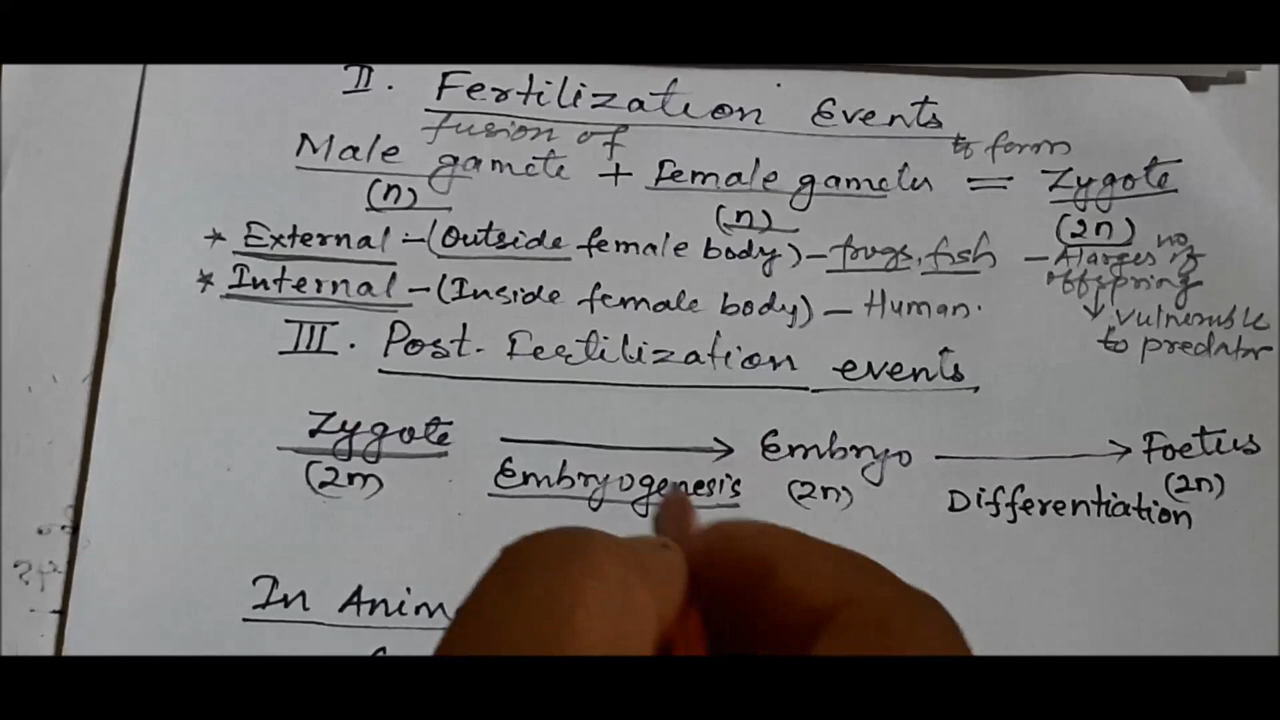 II. Fertilization Events
fusion of to form
Male gamete + Female gamete = Zygote
(n) (n) (2n)
* External - (Outside female body) - frogs, fish - A large no of offspring
↓ vulnerable to predator
* Internal - (Inside female body) - Human.
III. Post-Fertilization events
Zygote → Embryo → Foetus
(2n) Embryogenesis (2n) Differentiation (2n)
In Anim